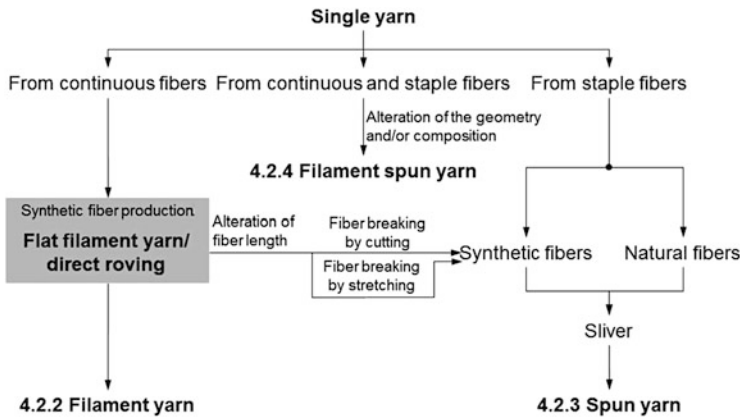 Single yarn
From continuous fibers
From continuous and staple fibers
From staple fibers
Alteration of the geometry
and/or composition
4.2.4 Filament spun yarn
Synthetic fiber production
Flat filament yarn/
direct roving
Alteration of
fiber length
Fiber breaking
by cutting
Fiber breaking
by stretching
Synthetic fibers
Natural fibers
Sliver
4.2.2 Filament yarn
4.2.3 Spun yarn